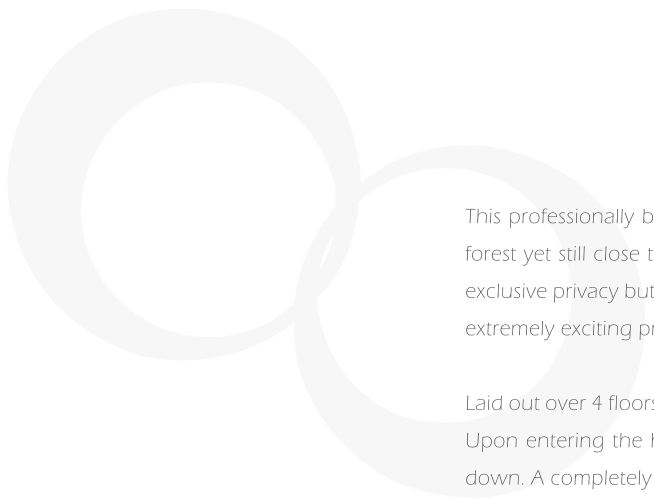 This professionally b
forest yet still close t
exclusive privacy but
extremely exciting pr
Laid out over 4 floors
Upon entering the h
down. A completely